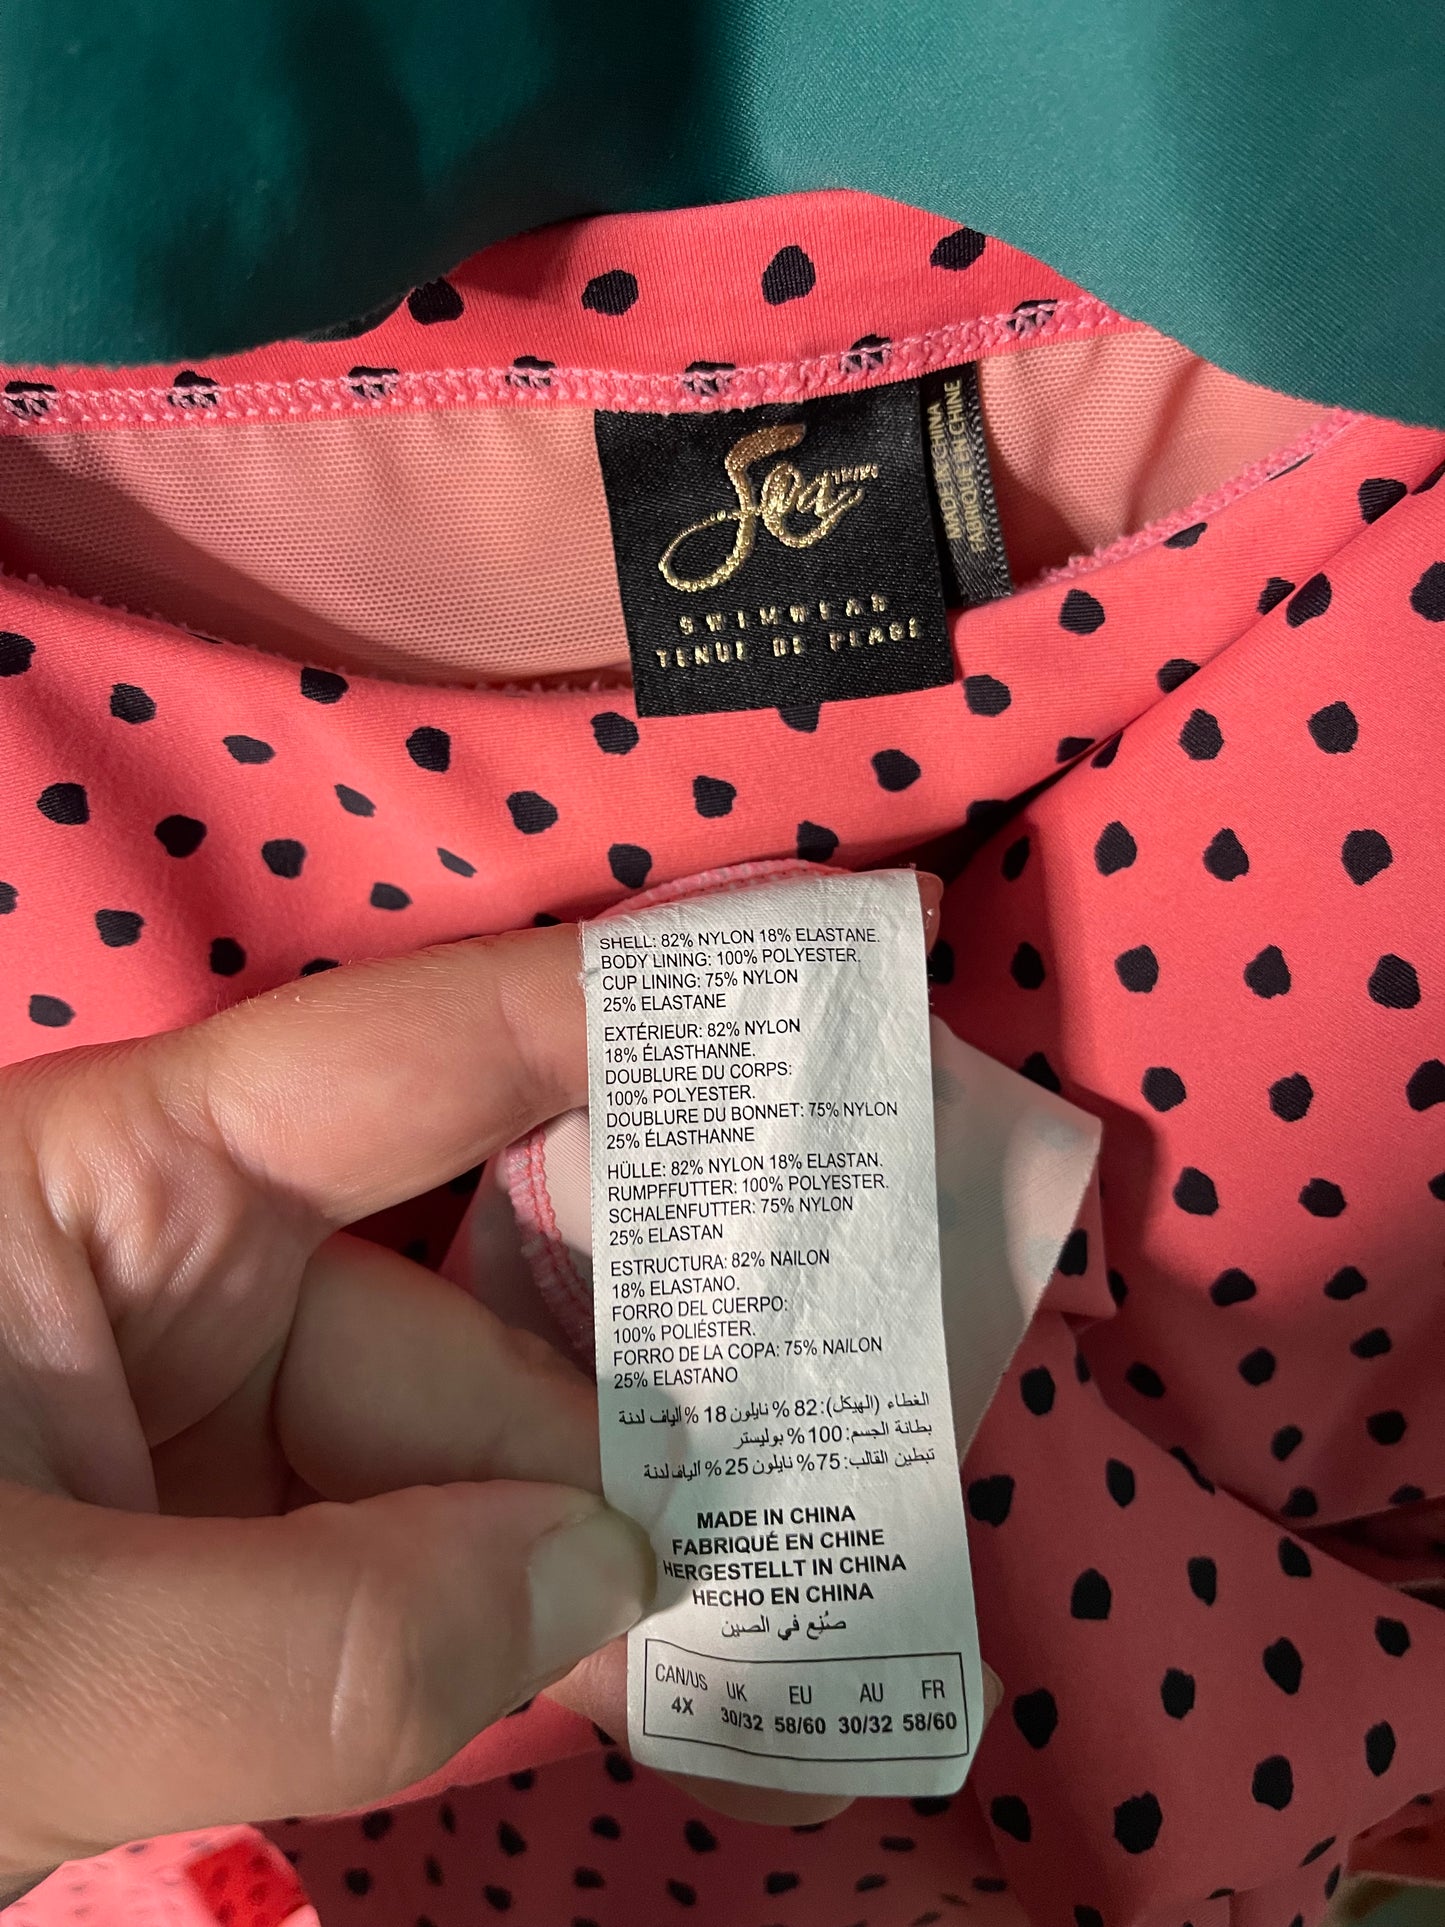 Sea
SWIMWEAR
TENUE DE PLAGE
MADE IN CHINA
FABRIQUÉ EN CHINE
SHELL: 82% NYLON 18% ELASTANE.
BODY LINING: 100% POLYESTER.
CUP LINING: 75% NYLON
25% ELASTANE
EXTÉRIEUR: 82% NYLON
18% ÉLASTHANNE.
DOUBLURE DU CORPS:
100% POLYESTER.
DOUBLURE DU BONNET: 75% NYLON
25% ÉLASTHANNE
HÜLLE: 82% NYLON 18% ELASTAN.
RUMPFFUTTER: 100% POLYESTER.
SCHALENFUTTER: 75% NYLON
25% ELASTAN
ESTRUCTURA: 82% NAILON
18% ELASTANO.
FORRO DEL CUERPO:
100% POLIÉSTER.
FORRO DE LA COPA: 75% NAILON
25% ELASTANO
الغطاء (الهيكل): 82 % نايلون 18 % الياف لدنة
بطانة الجسم: 100 % بوليستر
تبطين القالب: 75 % نايلون 25 % الياف لدنة
MADE IN CHINA
FABRIQUÉ EN CHINE
HERGESTELLT IN CHINA
HECHO EN CHINA
صُنِع في الصين
CAN/US UK EU AU FR
4X 30/32 58/60 30/32 58/60